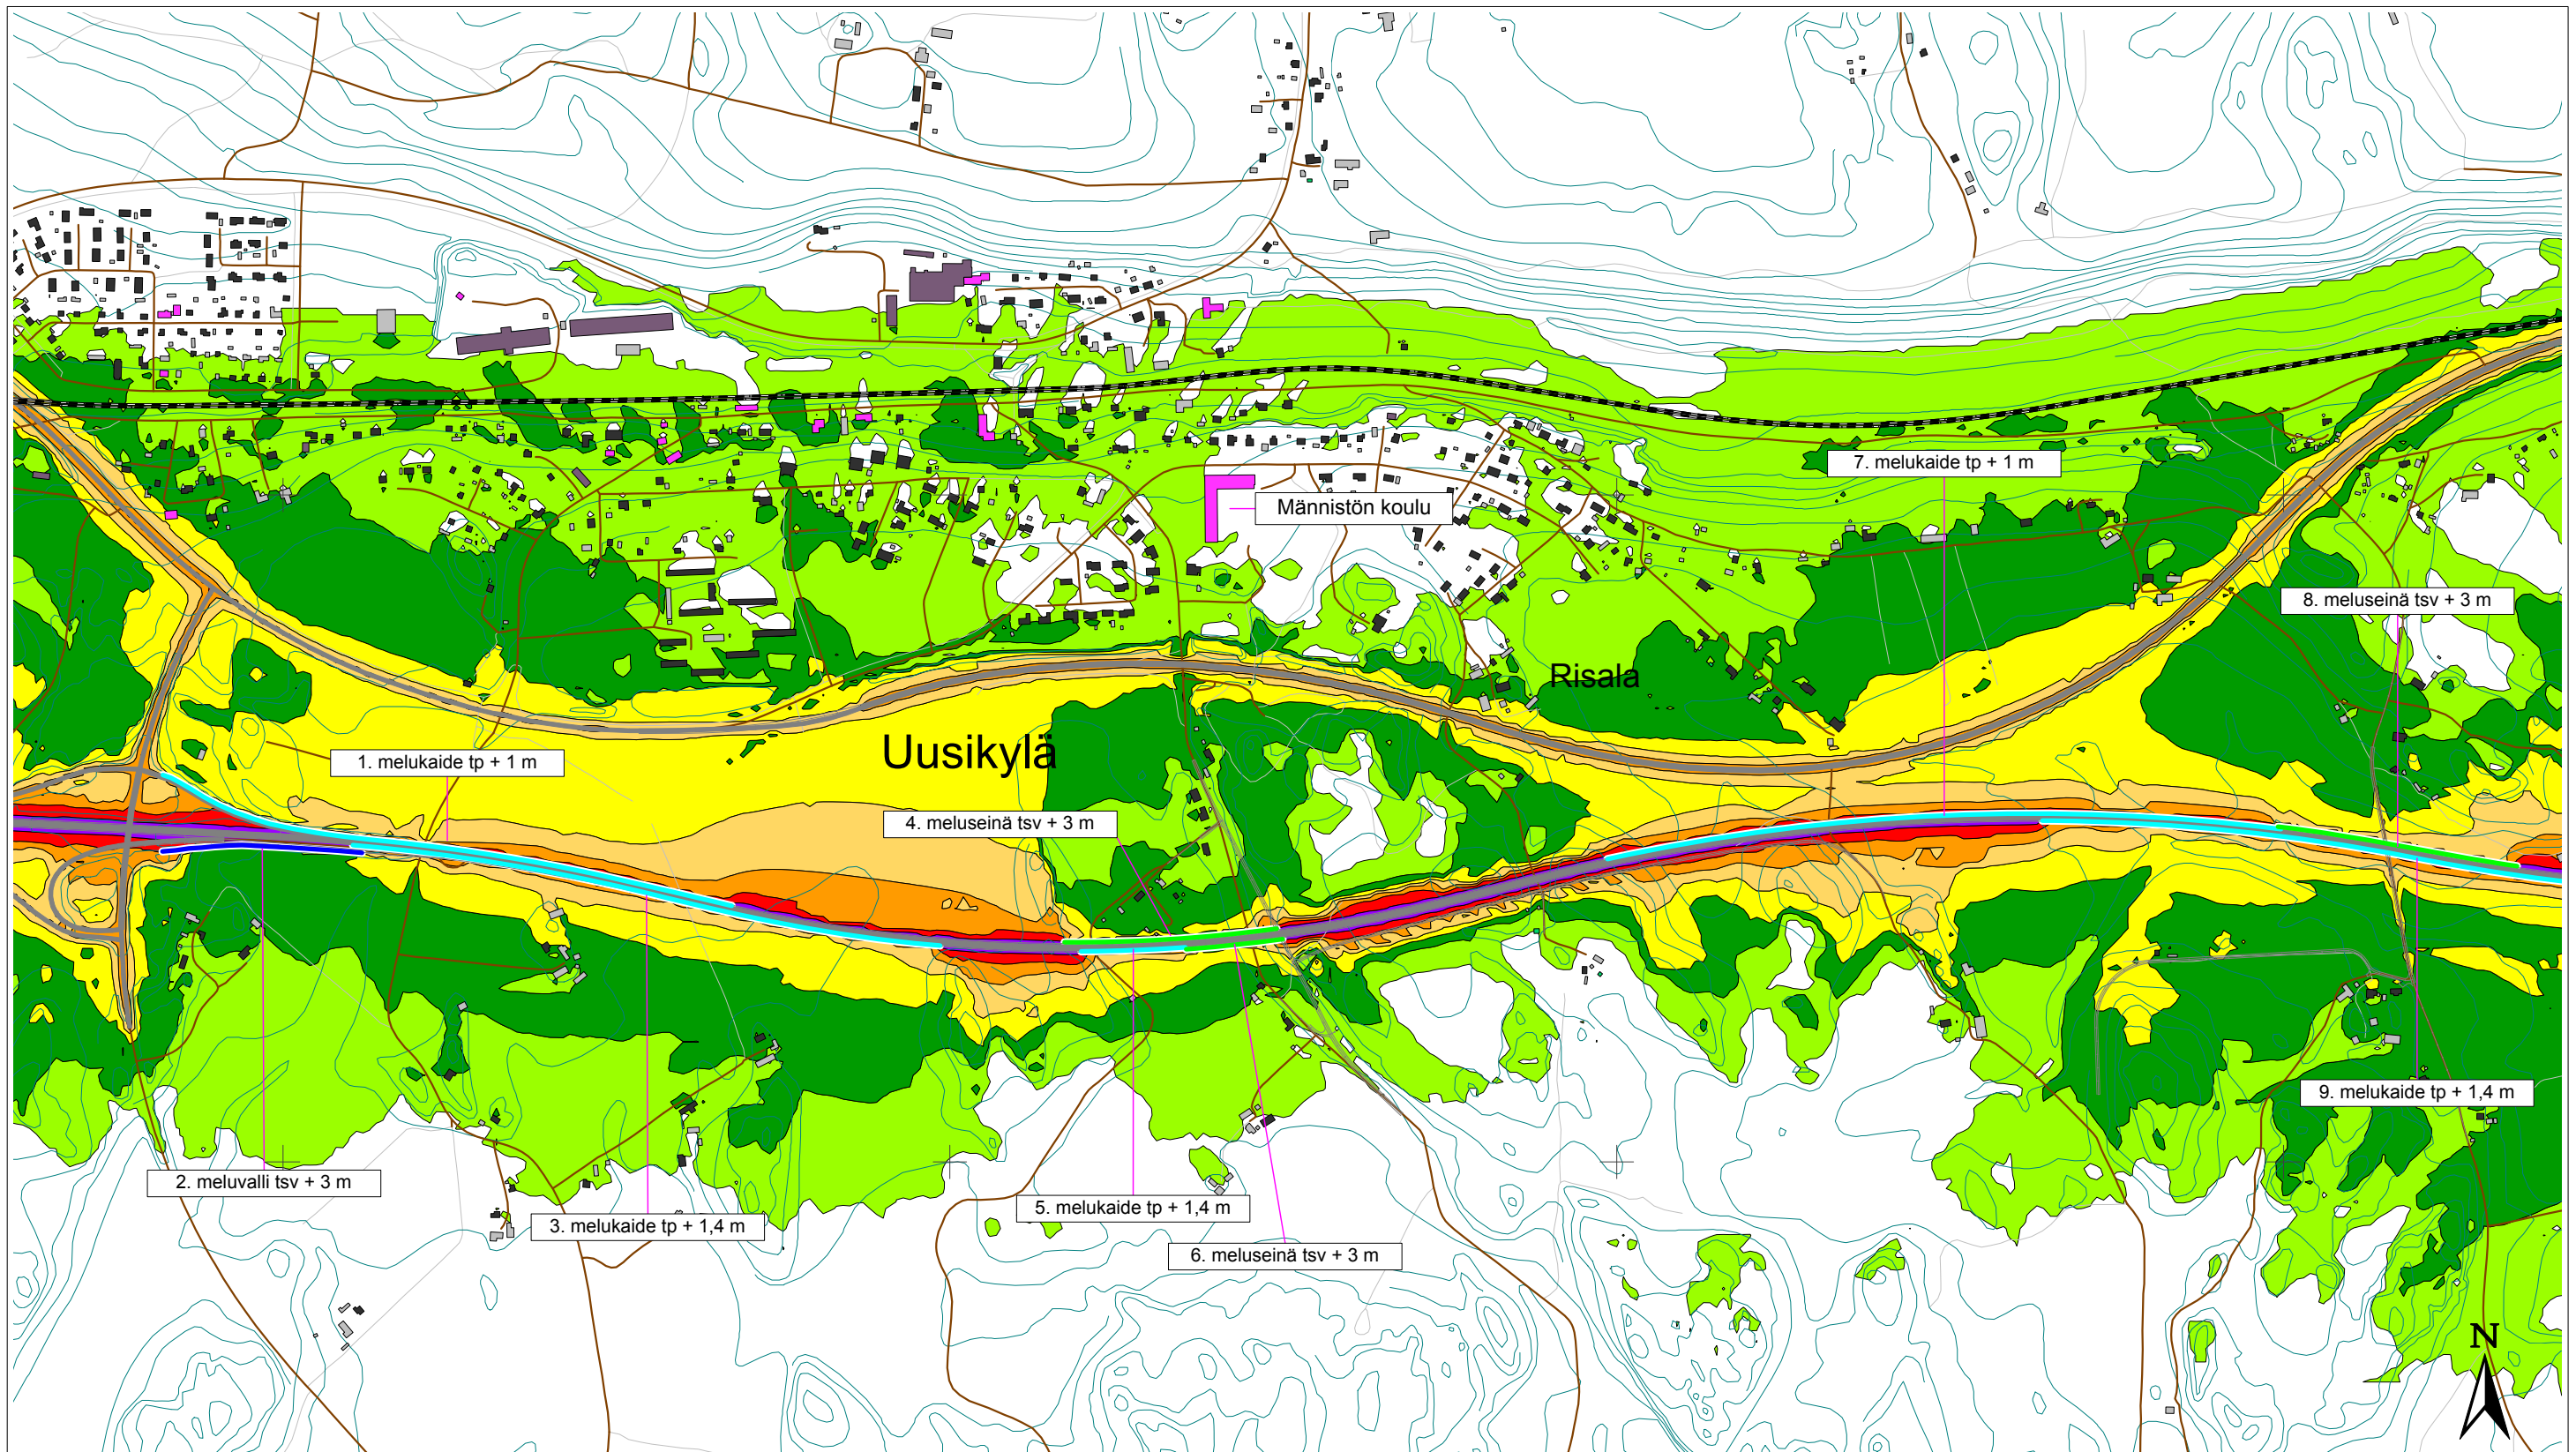 7. melukaide tp + 1 m
Männistön koulu
8. meluseinä tsv + 3 m
Risala
Uusikylä
1. melukaide tp + 1 m
4. meluseinä tsv + 3 m
9. melukaide tp + 1,4 m
2. meluvalli tsv + 3 m
5. melukaide tp + 1,4 m
3. melukaide tp + 1,4 m
6. meluseinä tsv + 3 m
N